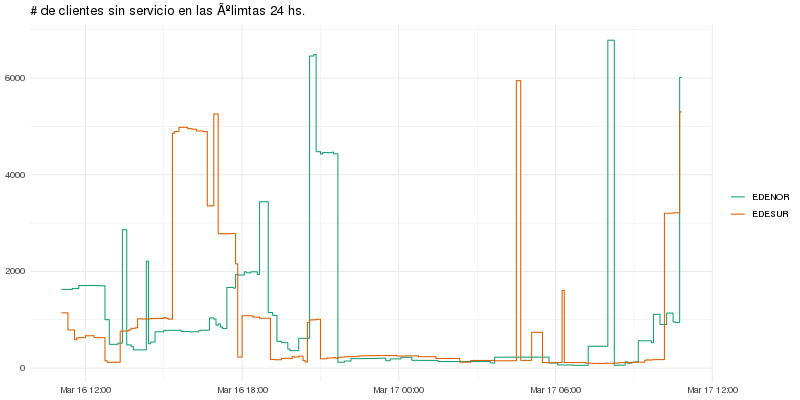 # de clientes sin servicio en las Ãºlimtas 24 hs.
6000
4000
2000
0
Mar 16 12:00
Mar 16 18:00
Mar 17 00:00
Mar 17 06:00
Mar 17 12:00
EDENOR
EDESUR